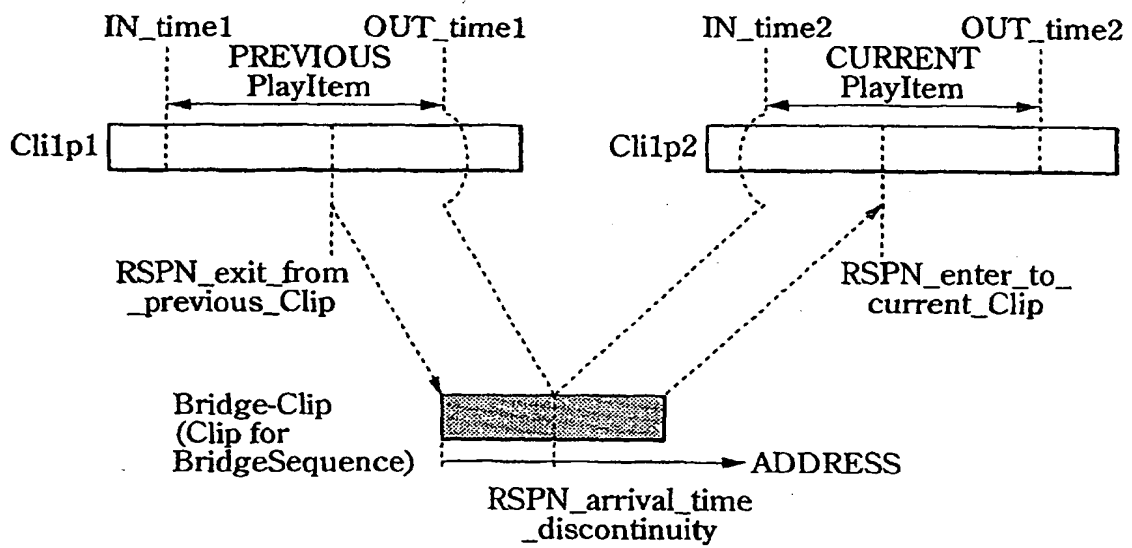 IN_time1
OUT_time1
IN_time2
OUT_time2
PREVIOUS
PlayItem
CURRENT
PlayItem
Cli1p1
Cli1p2
RSPN_exit_from
_previous_Clip
RSPN_enter_to_
current_Clip
Bridge-Clip
(Clip for
BridgeSequence)
ADDRESS
RSPN_arrival_time
_discontinuity